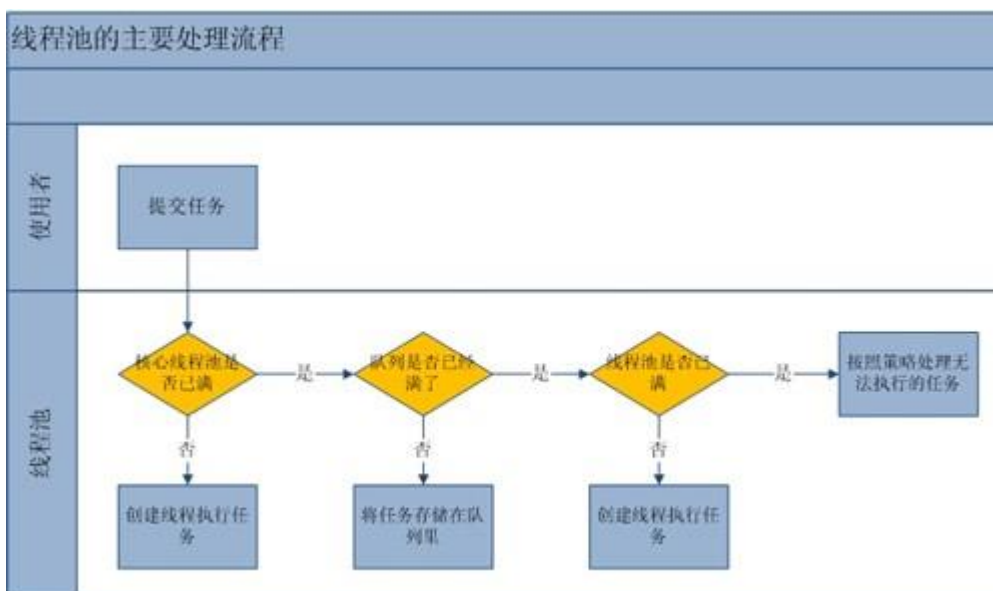 线程池的主要处理流程
使用者
提交任务
线程池
核心线程池是
否已满
是
队列是否已经
满了
是
线程池是否已
满
是
按照策略处理无
法执行的任务
否
否
否
创建线程执行任
务
将任务存储在队
列里
创建线程执行任
务